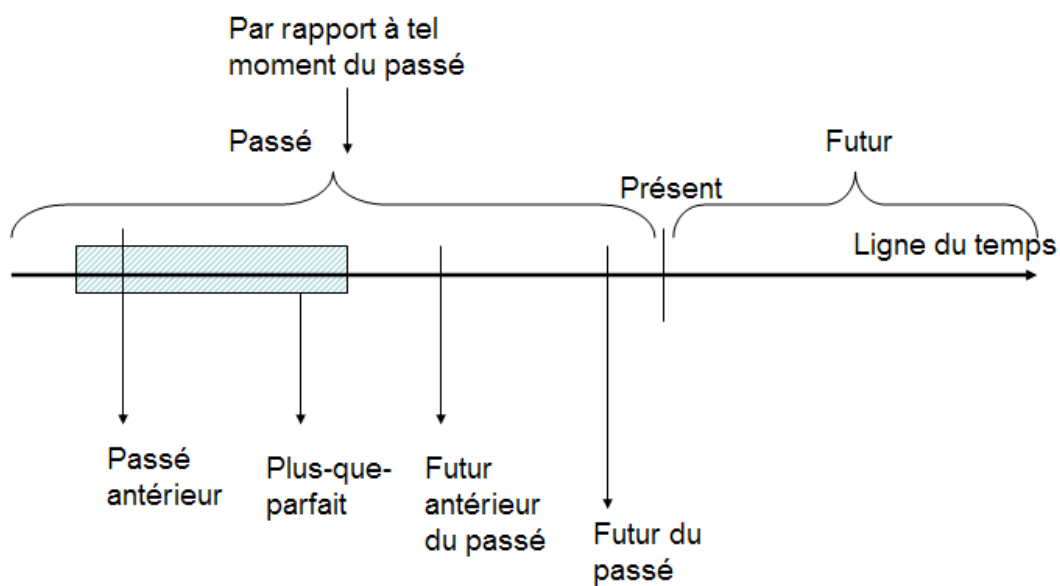 Par rapport à tel
moment du passé
Passé
Futur
Présent
Ligne du temps
Passé
antérieur
Plus-que-
parfait
Futur
antérieur
du passé
Futur du
passé